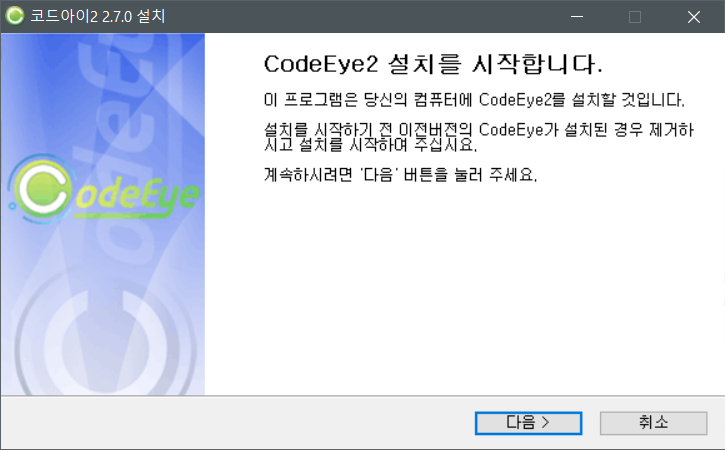 코드아이2 2.7.0 설치
CodeEye2 설치를 시작합니다.
이 프로그램은 당신의 컴퓨터에 CodeEye2를 설치할 것입니다.
설치를 시작하기 전 이전버전의 CodeEye가 설치된 경우 제거하
시고 설치를 시작하며 주십시요.
계속하시려면 '다음' 버튼을 눌러 주세요.
CodeEye
CodeEye
다음 >
취소